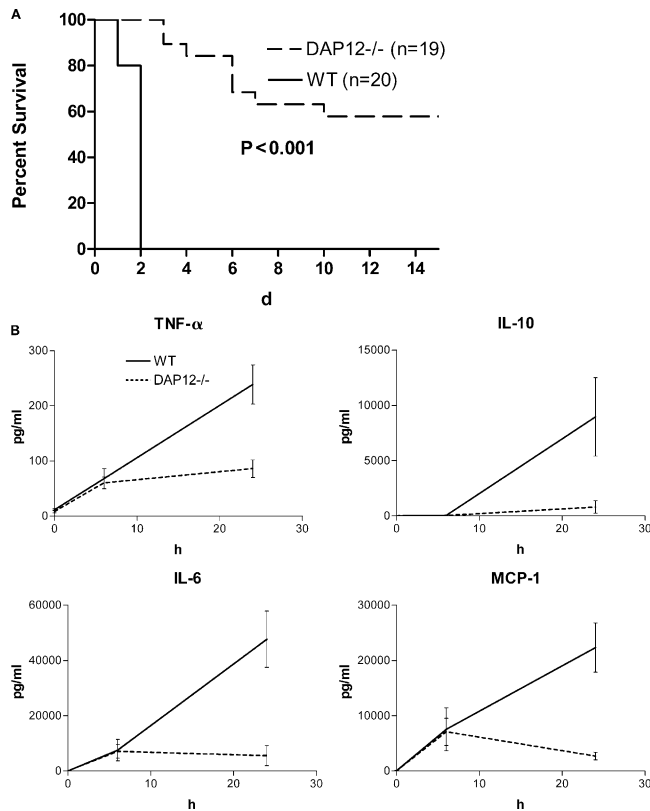 A
100
80
60
40
20
0
Percent Survival
DAP12-/- (n=19)
WT (n=20)
P<0.001
0 2 4 6 8 10 12 14
d
B
TNF-α
300
200
100
0
pg/ml
WT
DAP12-/-
0 10 20 30
h
IL-10
15000
10000
5000
0
pg/ml
0 10 20 30
h
IL-6
60000
40000
20000
0
pg/ml
0 10 20 30
h
MCP-1
30000
20000
10000
0
pg/ml
0 10 20 30
h